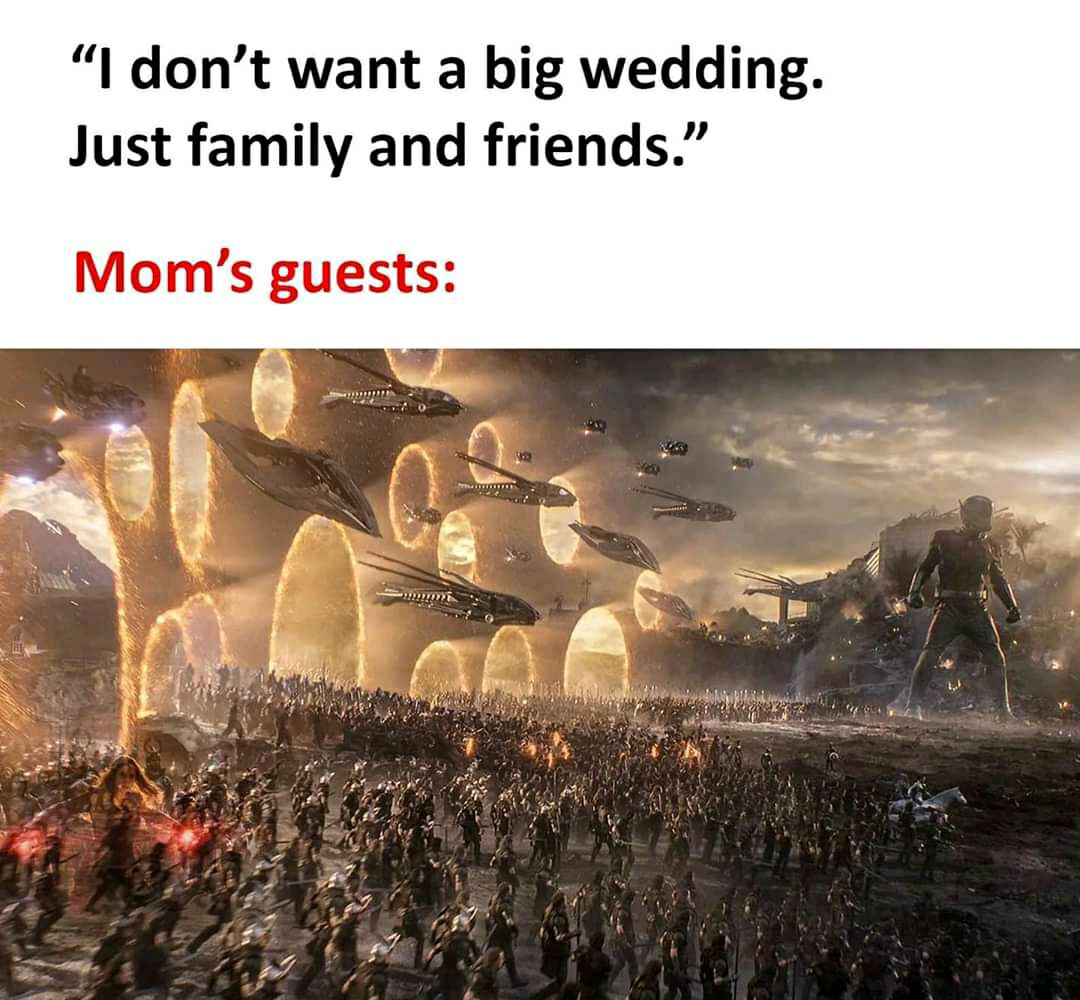 “I don’t want a big wedding.
Just family and friends.”
Mom’s guests: